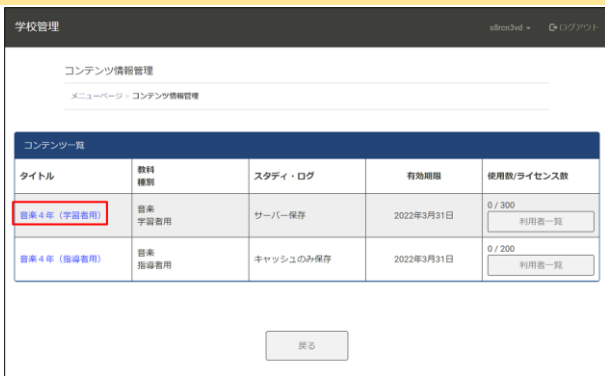 学校管理
s8rcn3vd
ログアウト
コンテンツ情報管理
メニューページ > コンテンツ情報管理
コンテンツ一覧
タイトル 教科 種別 スタディ・ログ 有効期限 使用数/ライセンス数
音楽4年（学習者用） 音楽 学習者用 サーバー保存 2022年3月31日 0 / 300 利用者一覧
音楽4年（指導者用） 音楽 指導者用 キャッシュのみ保存 2022年3月31日 0 / 200 利用者一覧
戻る